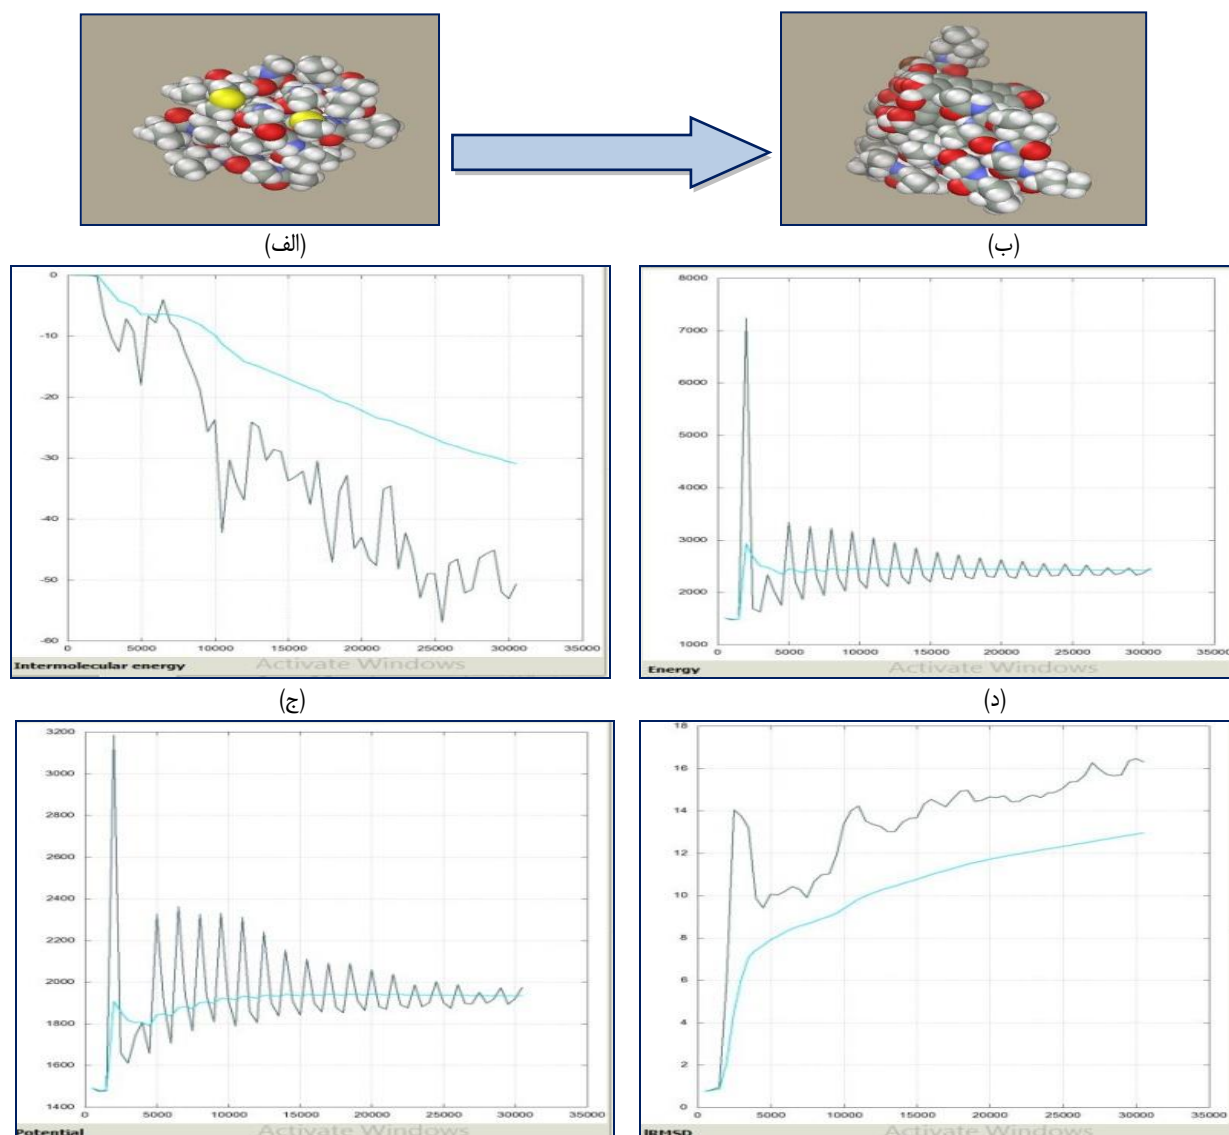 (الف)
(ب)
0
-10
-20
-30
-40
-50
-60
0 5000 10000 15000 20000 25000 30000 35000
Intermolecular energy Activate Windows
8000
7000
6000
5000
4000
3000
2000
1000
0 5000 10000 15000 20000 25000 30000 35000
Energy Activate Windows
(ج)
(د)
3200
3000
2800
2600
2400
2200
2000
1800
1600
1400
0 5000 10000 15000 20000 25000 30000 35000
Potential Activate Windows
18
16
14
12
10
8
6
4
2
0
0 5000 10000 15000 20000 25000 30000 35000
Activate Windows